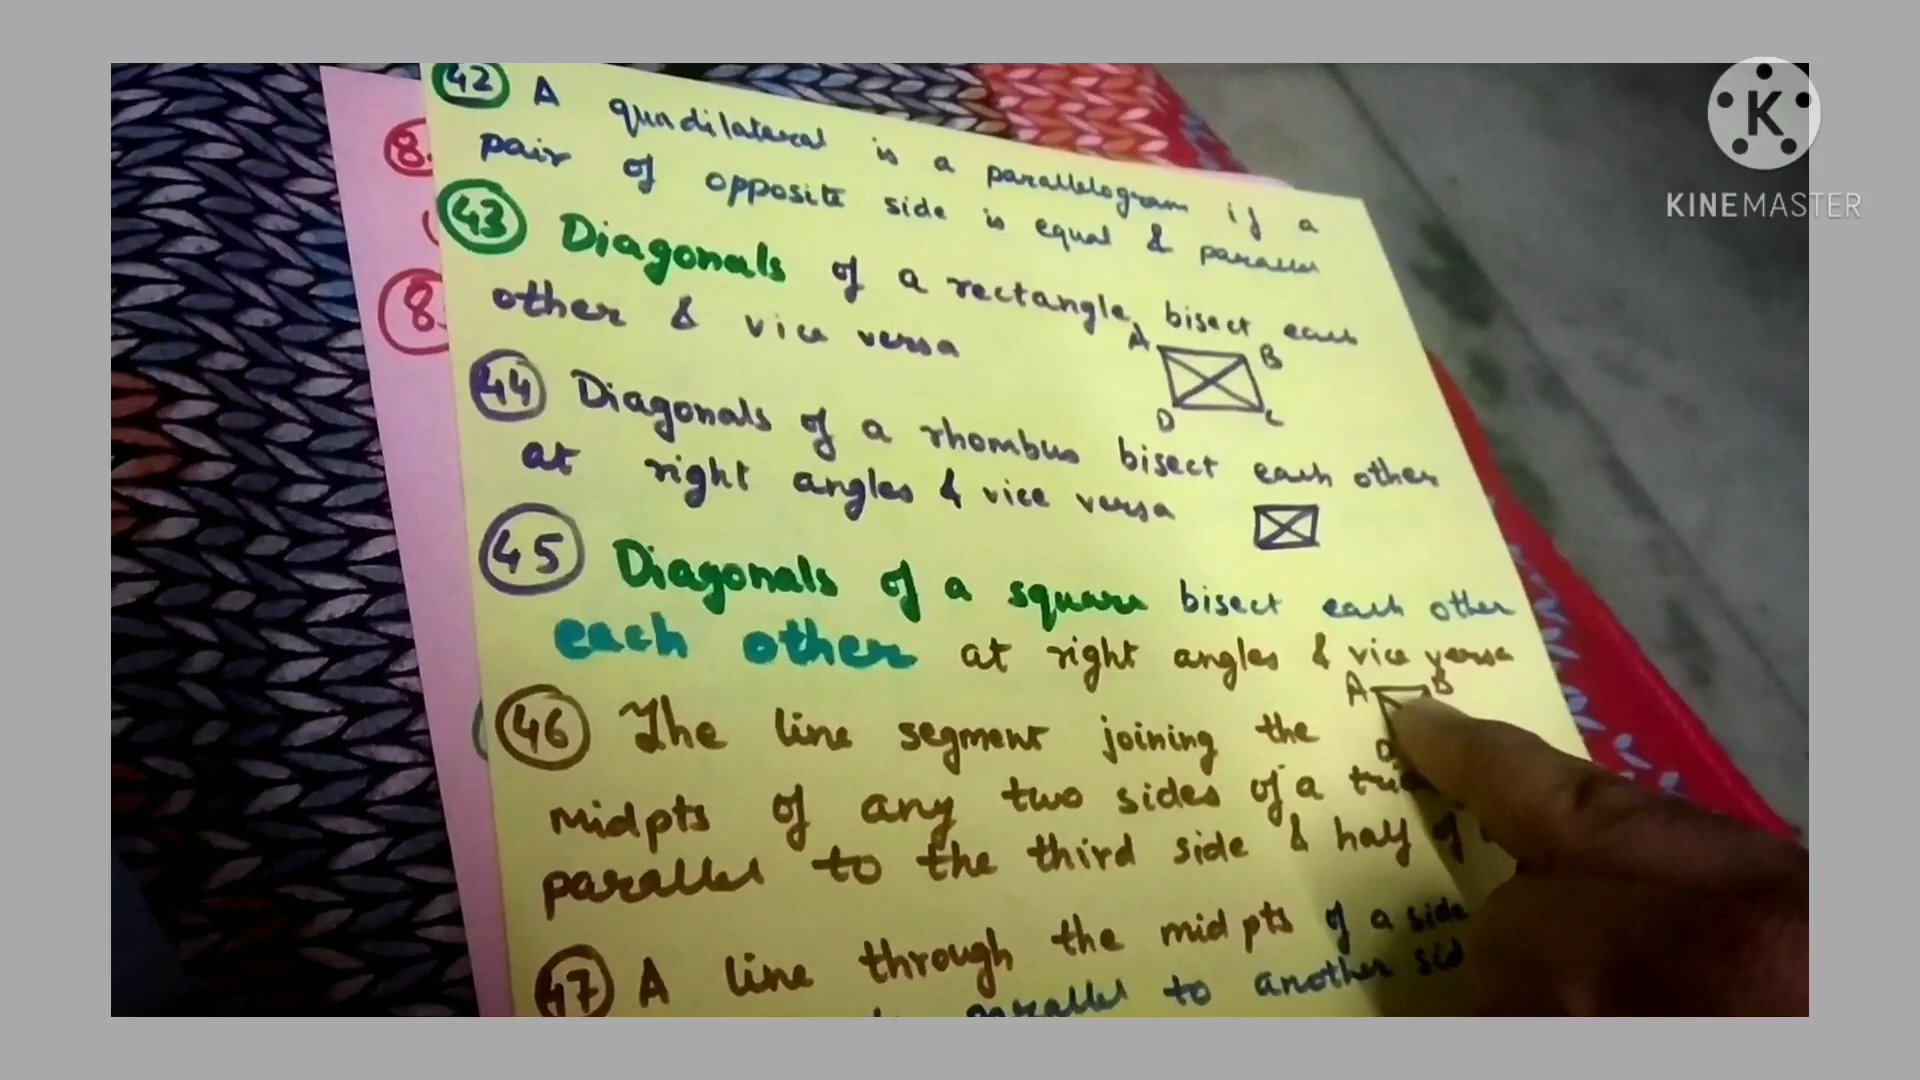 42 A quadilateral is a parallelogram if a
pair of opposite side is equal & parallel
43 Diagonals of a rectangle, bisect each
other & vice versa
A B
D C
44 Diagonals of a rhombus bisect each other
at right angles & vice versa
45 Diagonals of a square bisect each other
each other at right angles & vice versa
A B
46 The line segment joining the
D
midpts of any two sides of a
parallel to the third side & half of
47 A line through the mid pts of a side
parallel to another sid
8.
8
K
KINEMASTER